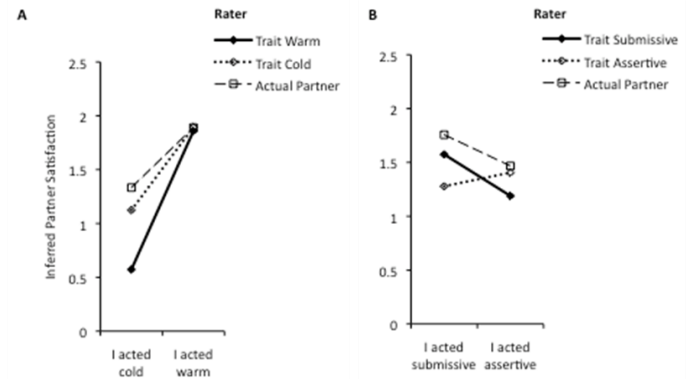 A
Rater
Trait Warm
Trait Cold
Actual Partner
Inferred Partner Satisfaction
2.5
2
1.5
1
0.5
0
I acted
cold
I acted
warm
B
Rater
Trait Submissive
Trait Assertive
Actual Partner
2.5
2
1.5
1
0.5
0
I acted
submissive
I acted
assertive